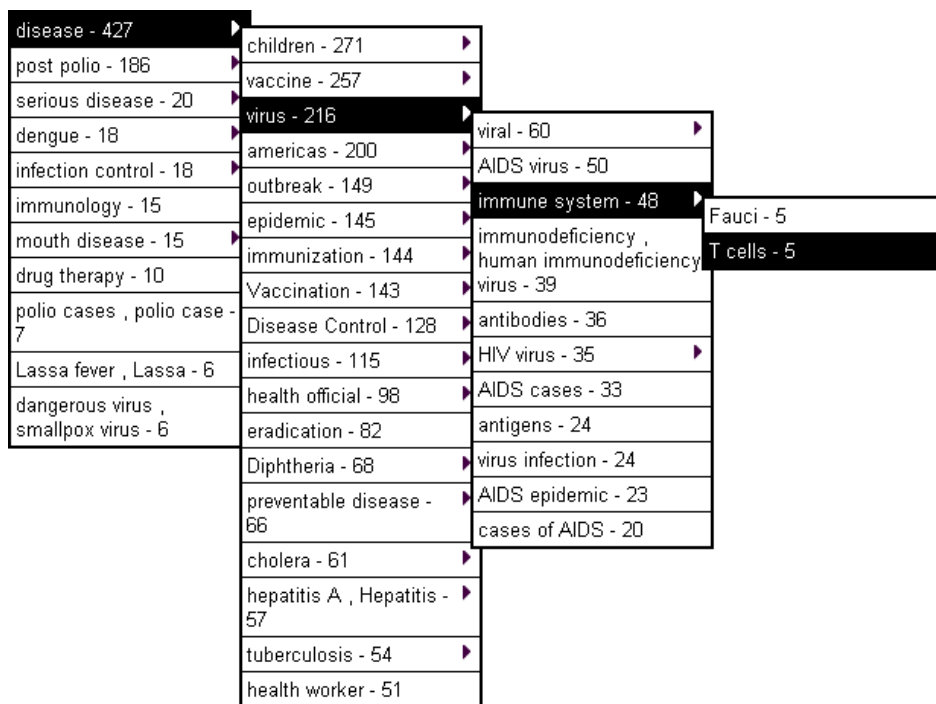 disease - 427
post polio - 186
serious disease - 20
dengue - 18
infection control - 18
immunology - 15
mouth disease - 15
drug therapy - 10
polio cases , polio case -
7
Lassa fever , Lassa - 6
dangerous virus ,
smallpox virus - 6
children - 271
vaccine - 257
virus - 216
americas - 200
outbreak - 149
epidemic - 145
immunization - 144
Vaccination - 143
Disease Control - 128
infectious - 115
health official - 98
eradication - 82
Diphtheria - 68
preventable disease -
66
cholera - 61
hepatitis A , Hepatitis -
57
tuberculosis - 54
health worker - 51
viral - 60
AIDS virus - 50
immune system - 48
immunodeficiency ,
human immunodeficiency
virus - 39
antibodies - 36
HIV virus - 35
AIDS cases - 33
antigens - 24
virus infection - 24
AIDS epidemic - 23
cases of AIDS - 20
Fauci - 5
T cells - 5